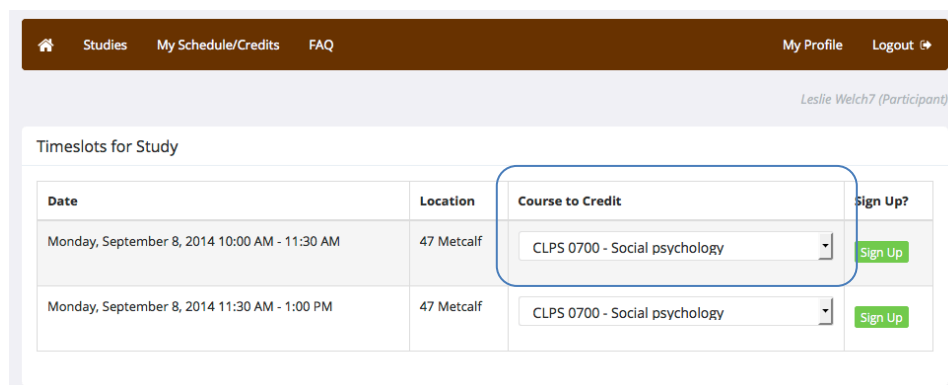 Studies My Schedule/Credits FAQ My Profile Logout
Leslie Welch7 (Participant)
Timeslots for Study
Date Location Course to Credit Sign Up?
Monday, September 8, 2014 10:00 AM - 11:30 AM 47 Metcalf CLPS 0700 - Social psychology Sign Up
Monday, September 8, 2014 11:30 AM - 1:00 PM 47 Metcalf CLPS 0700 - Social psychology Sign Up